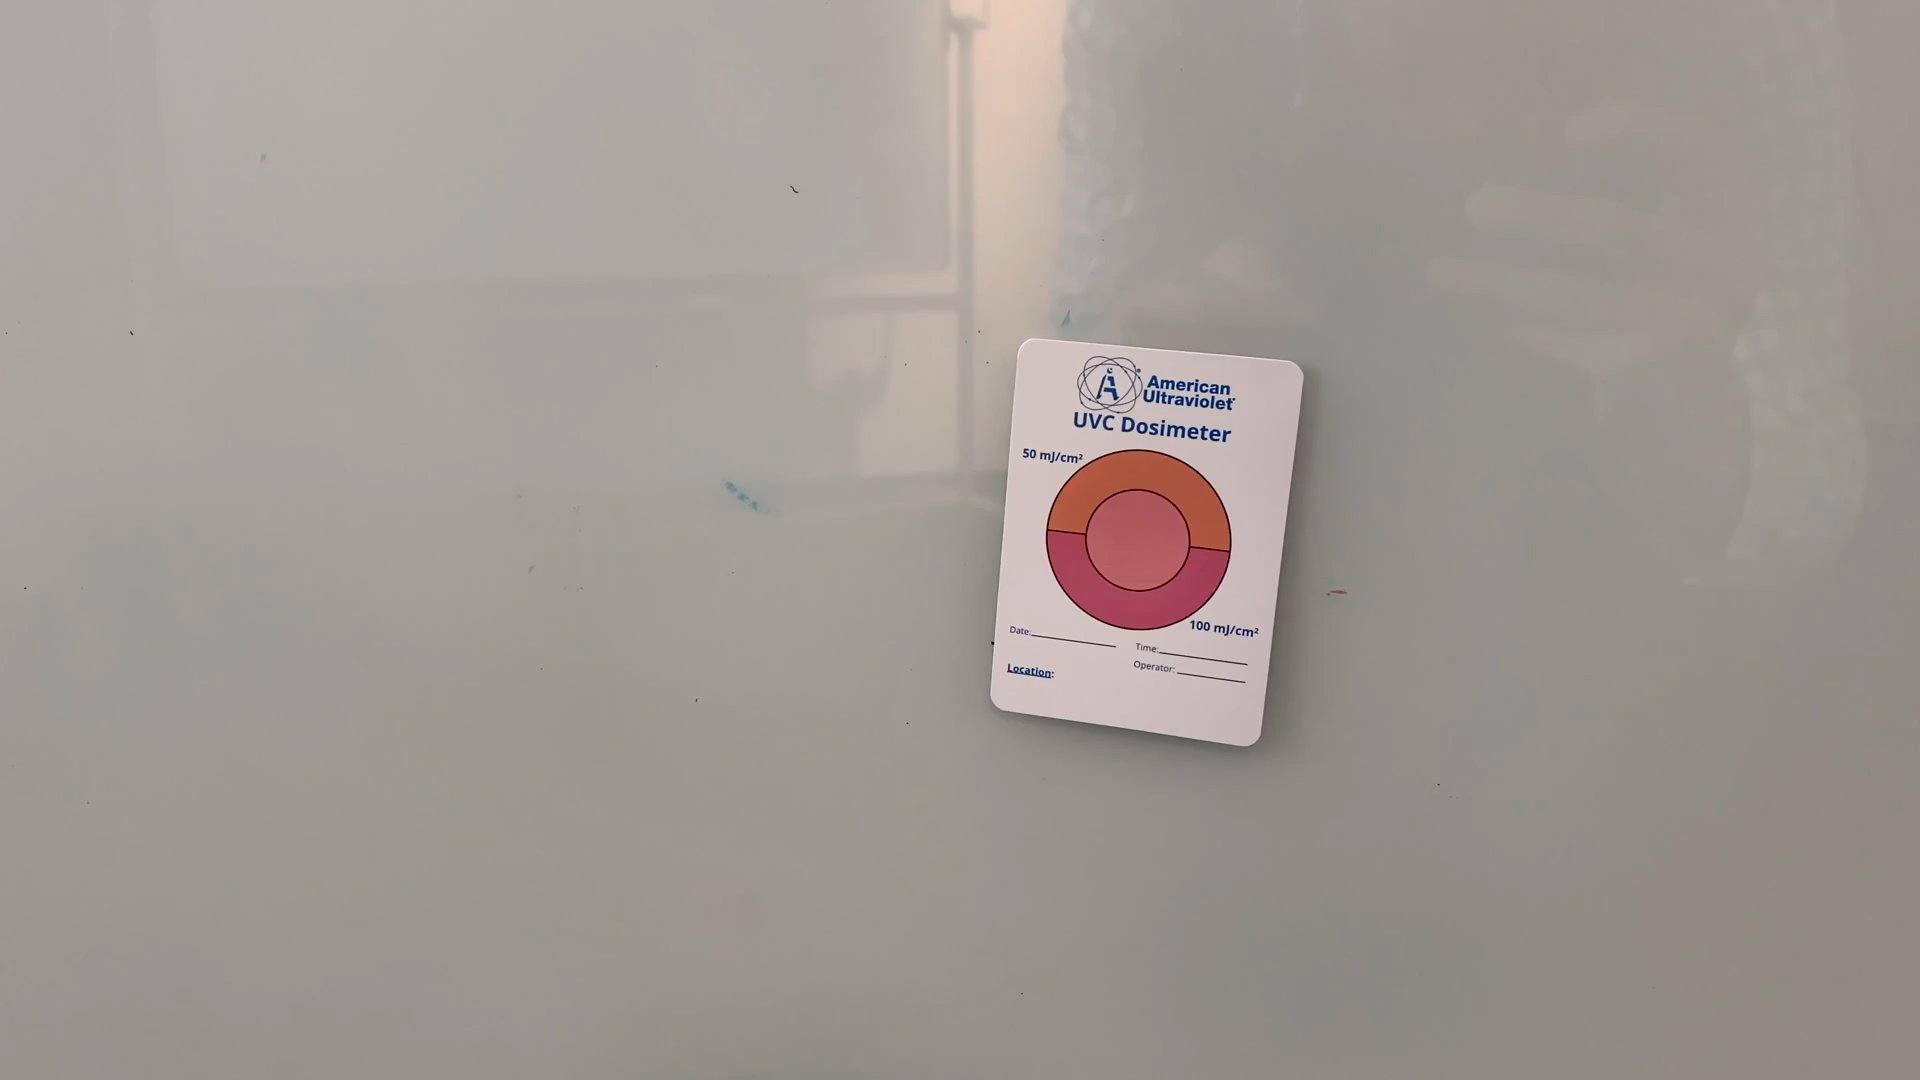 American
Ultraviolet
UVC Dosimeter
50 mJ/cm²
100 mJ/cm²
Date:
Time:
Operator:
Location: